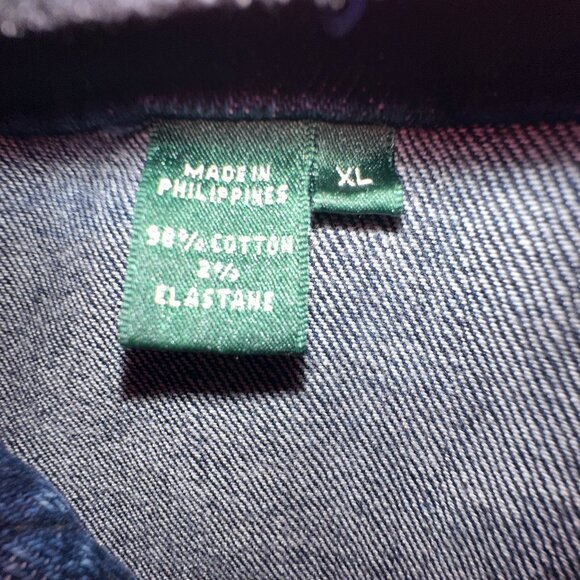 MADE IN
PHILIPPINES
98% COTTON
2%
ELASTANE
XL